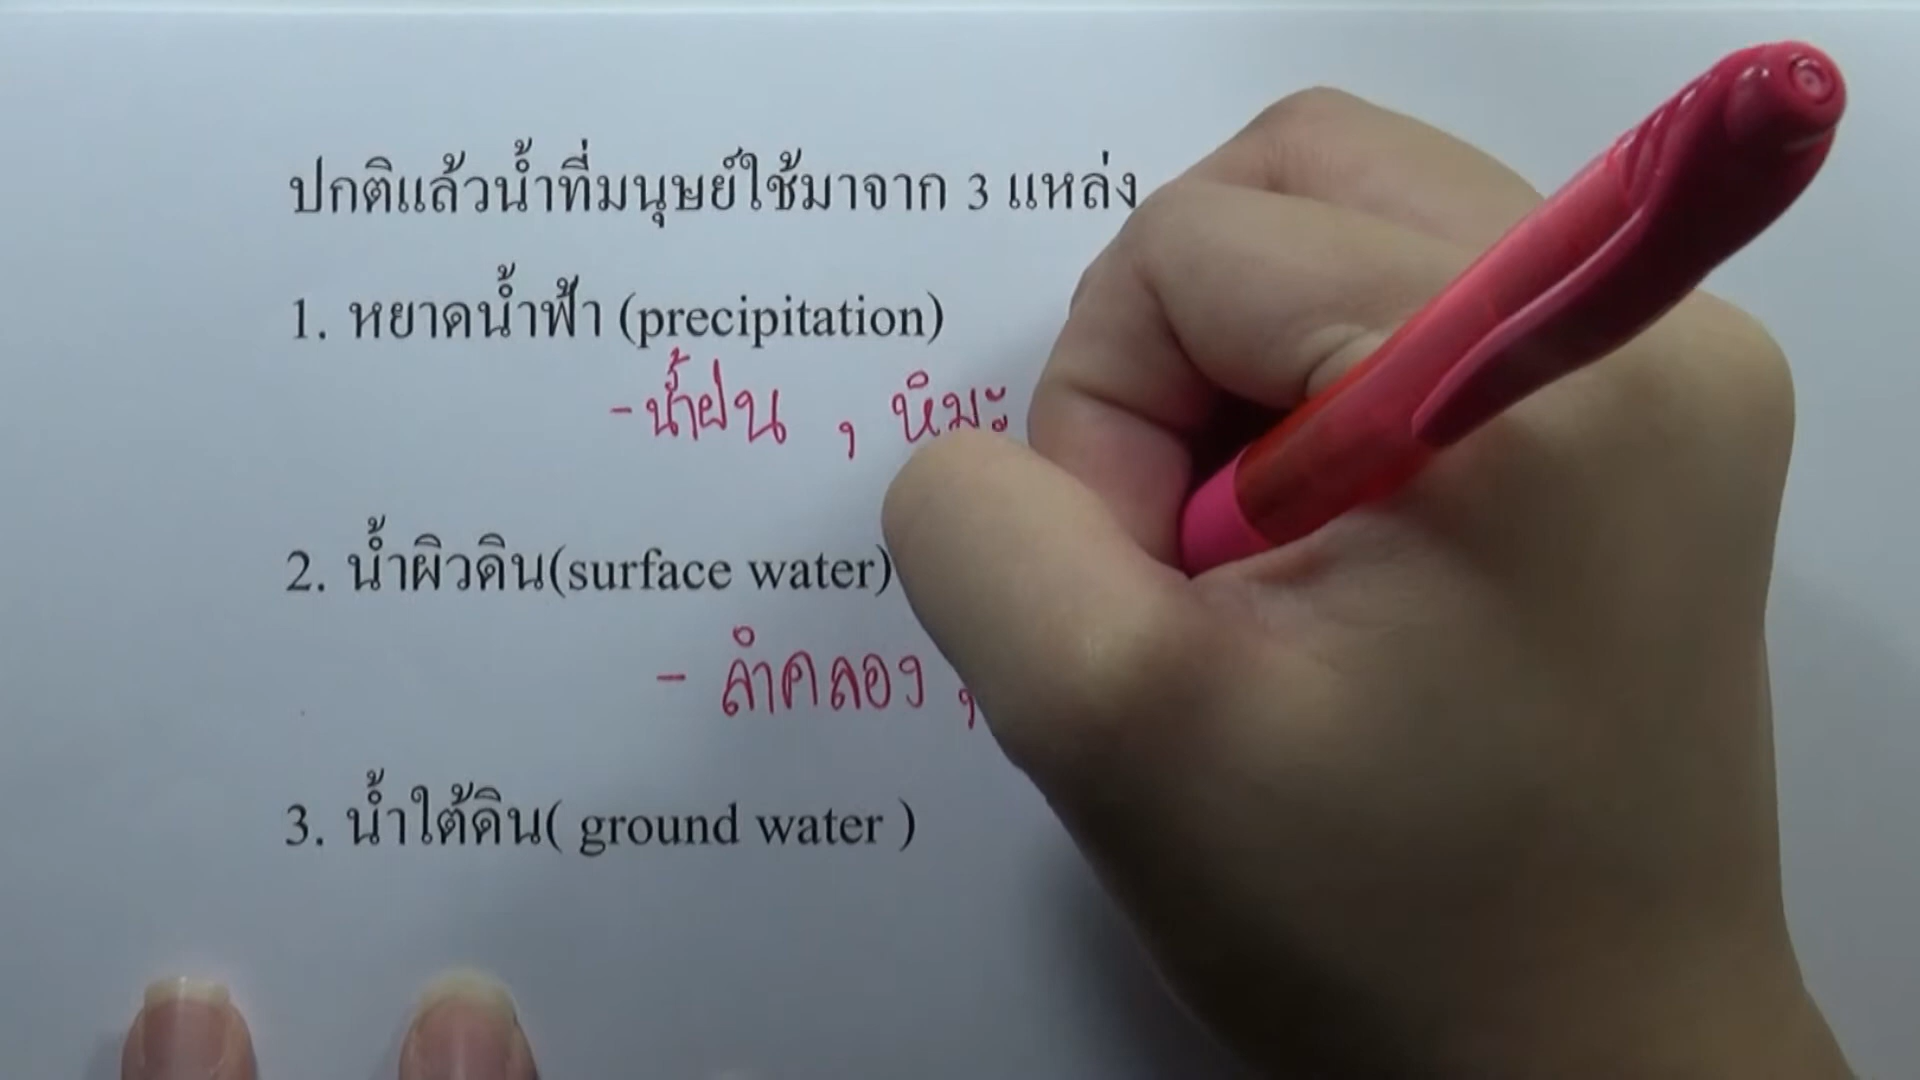 ปกติแล้วน้ำที่มนุษย์ใช้มาจาก 3 แหล่ง
1. หยาดน้ำฟ้า (precipitation)
- น้ำฝน , หิมะ
2. น้ำผิวดิน(surface water)
- ลำคลอง ,
3. น้ำใต้ดิน( ground water )